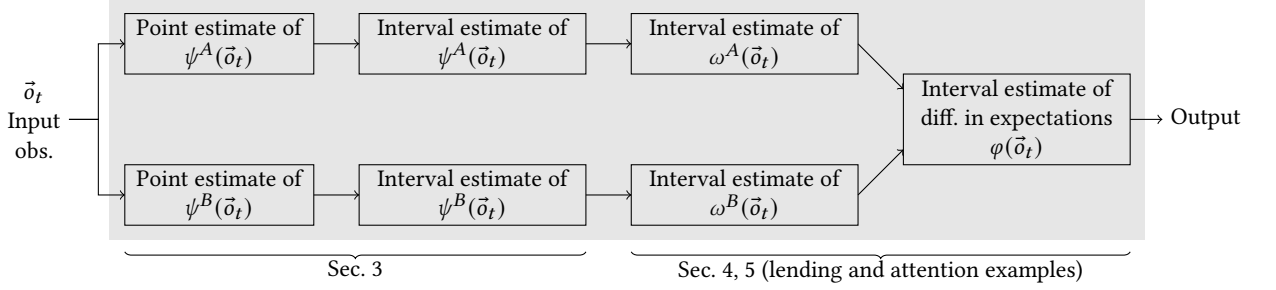 Point estimate of
ψ^A(o⃗_t)
Interval estimate of
ψ^A(o⃗_t)
Interval estimate of
ω^A(o⃗_t)
o⃗_t
Input
obs.
Interval estimate of
diff. in expectations
φ(o⃗_t)
Output
Point estimate of
ψ^B(o⃗_t)
Interval estimate of
ψ^B(o⃗_t)
Interval estimate of
ω^B(o⃗_t)
Sec. 3
Sec. 4, 5 (lending and attention examples)